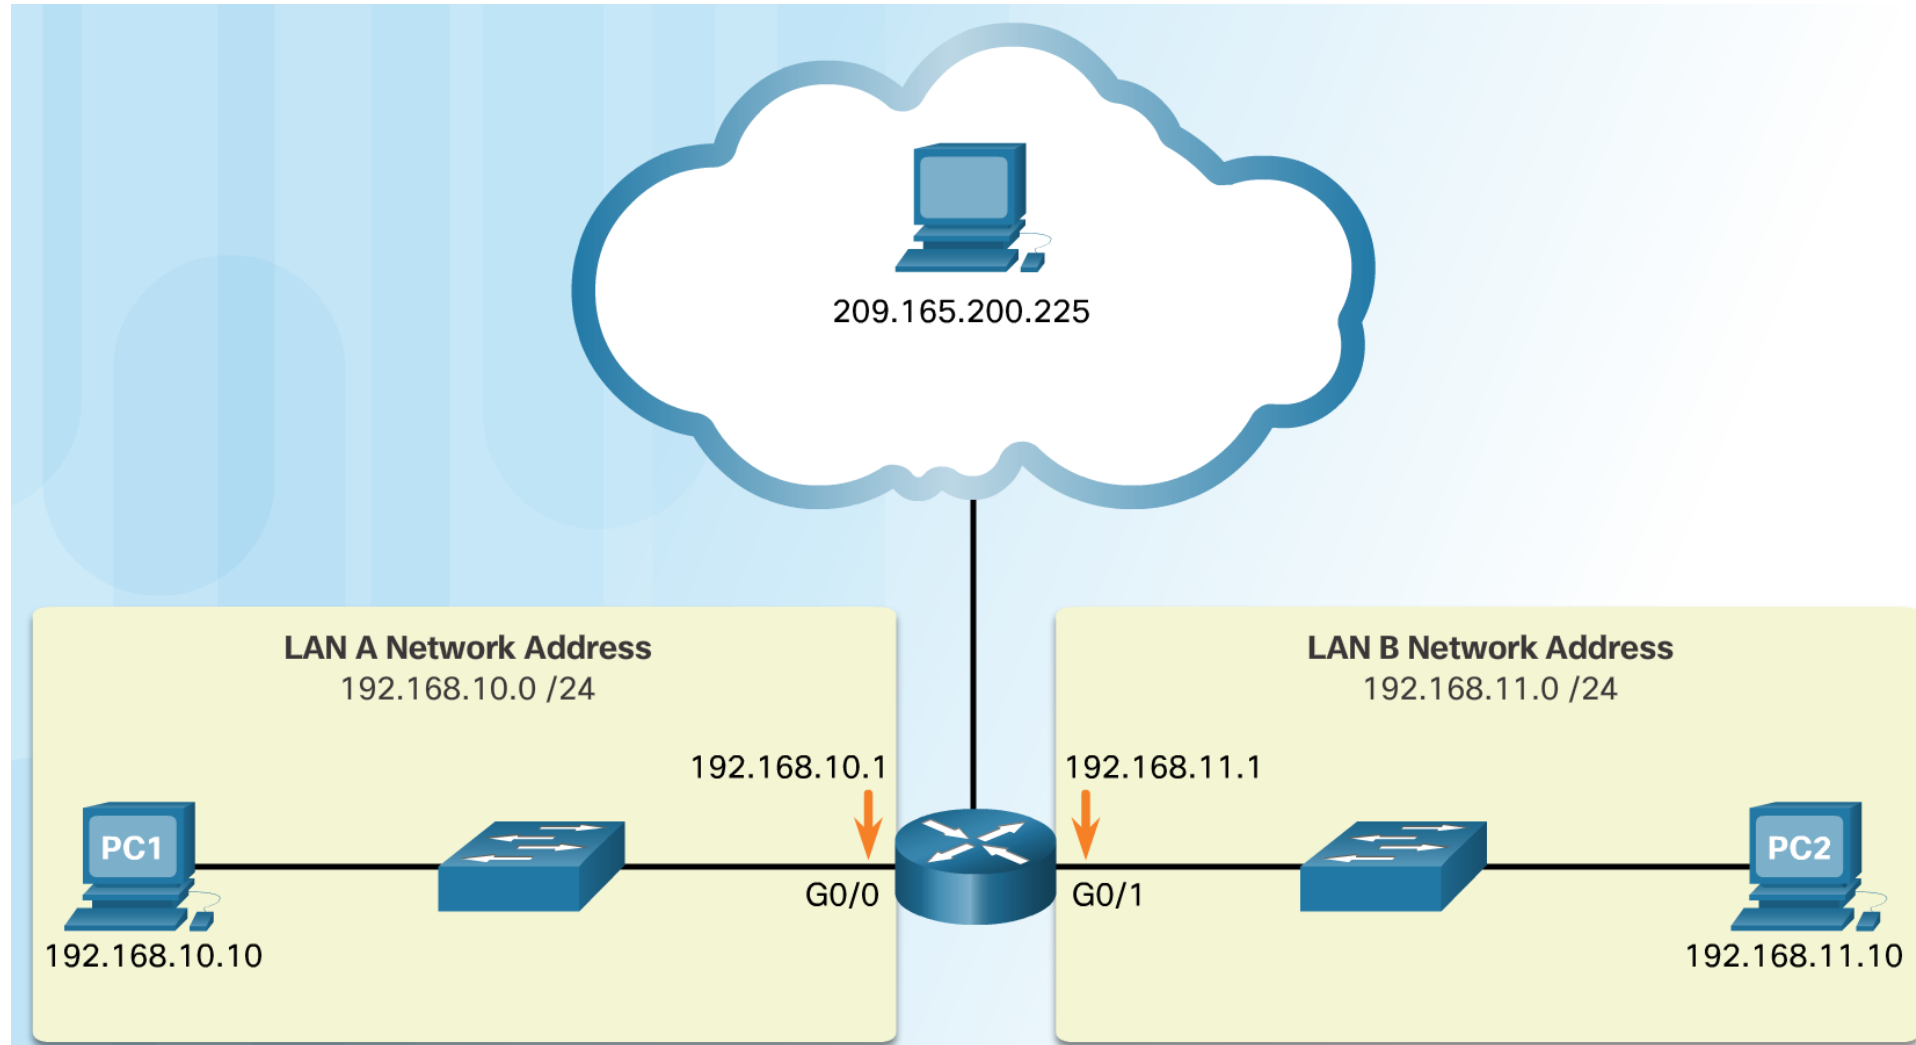 209.165.200.225
LAN A Network Address
192.168.10.0 /24
LAN B Network Address
192.168.11.0 /24
192.168.10.1
192.168.11.1
PC1
PC2
G0/0
G0/1
192.168.10.10
192.168.11.10